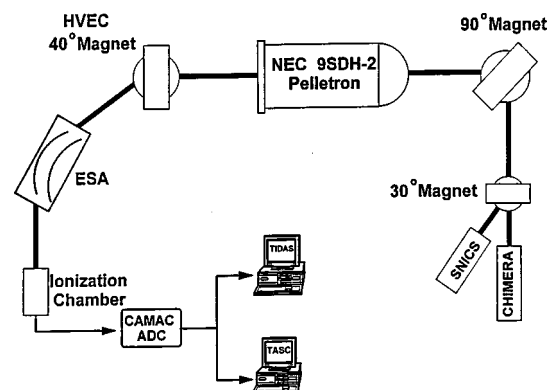 HVEC
40°Magnet
NEC 9SDH-2
Pelletron
90°Magnet
ESA
30°Magnet
SNICS
CHIMERA
Ionization
Chamber
CAMAC
ADC
TIDAS
TASC